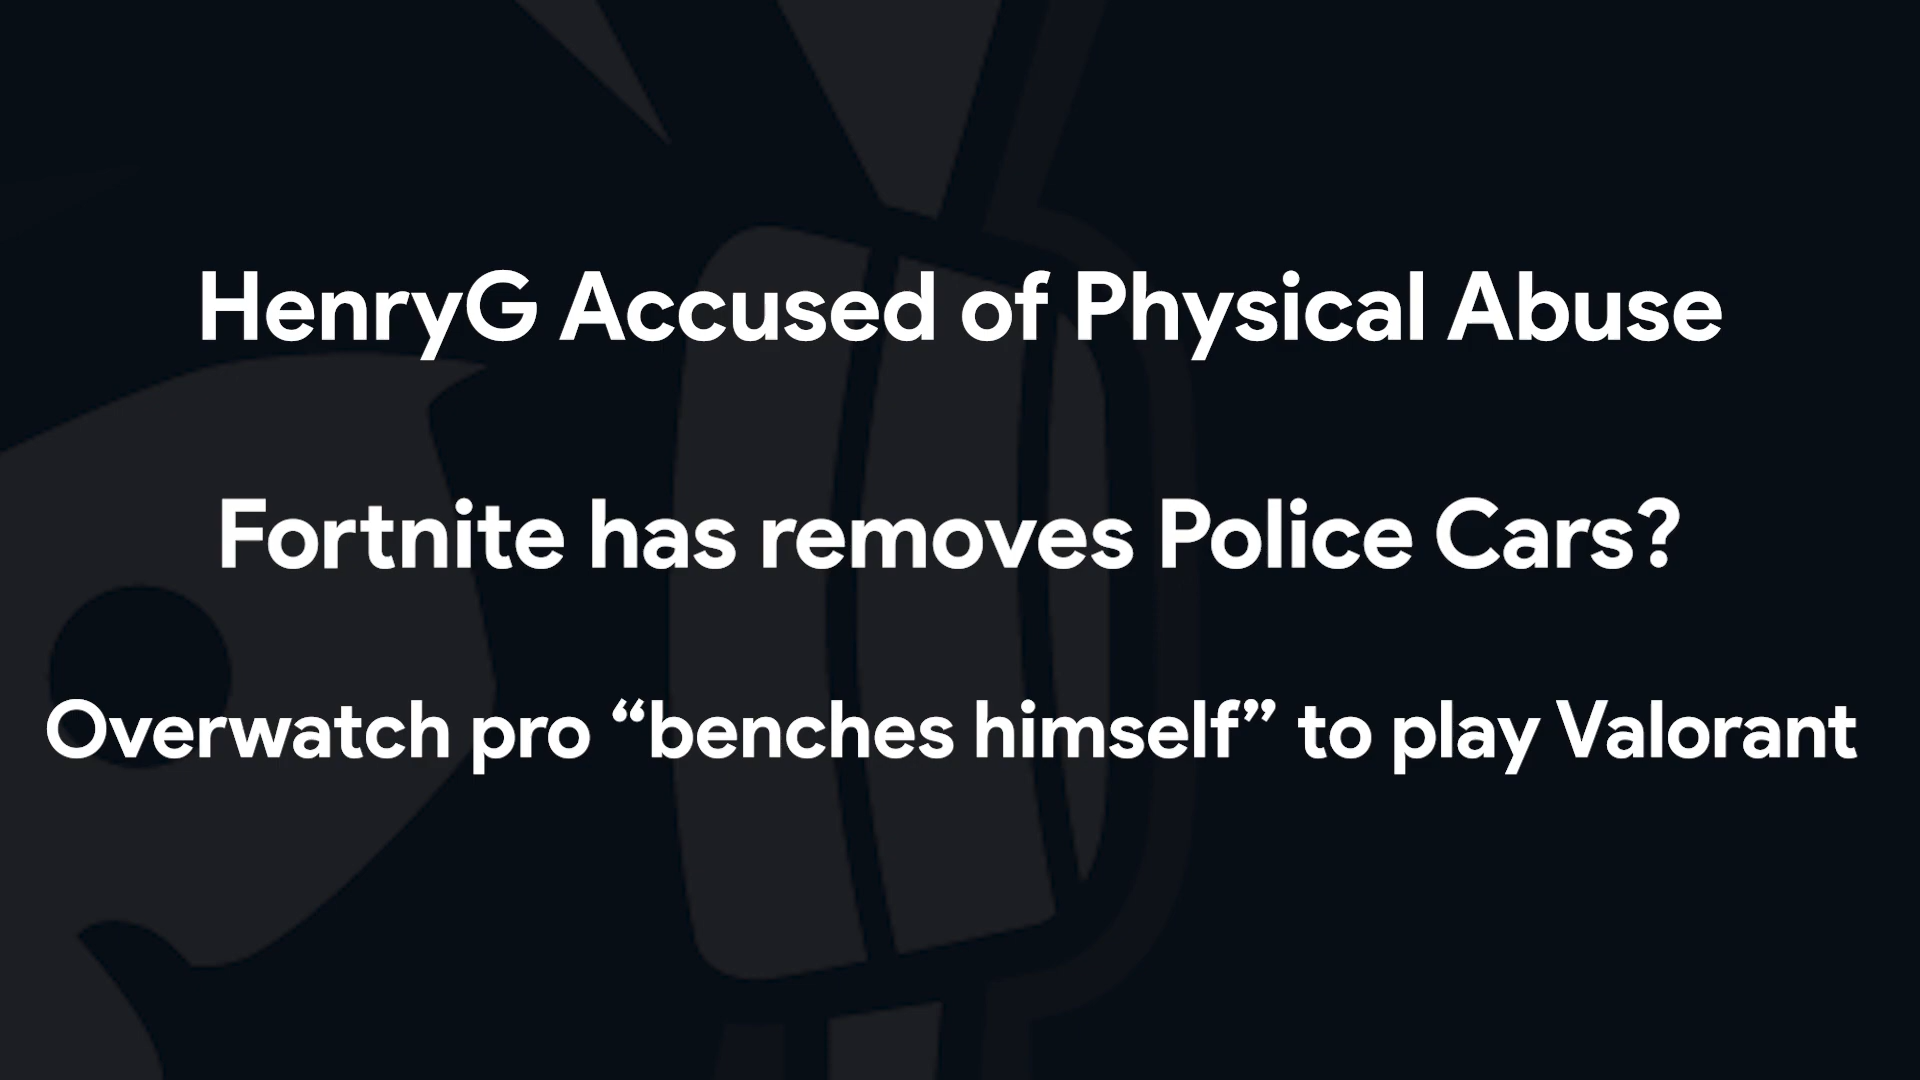 HenryG Accused of Physical Abuse
Fortnite has removes Police Cars?
Overwatch pro “benches himself” to play Valorant